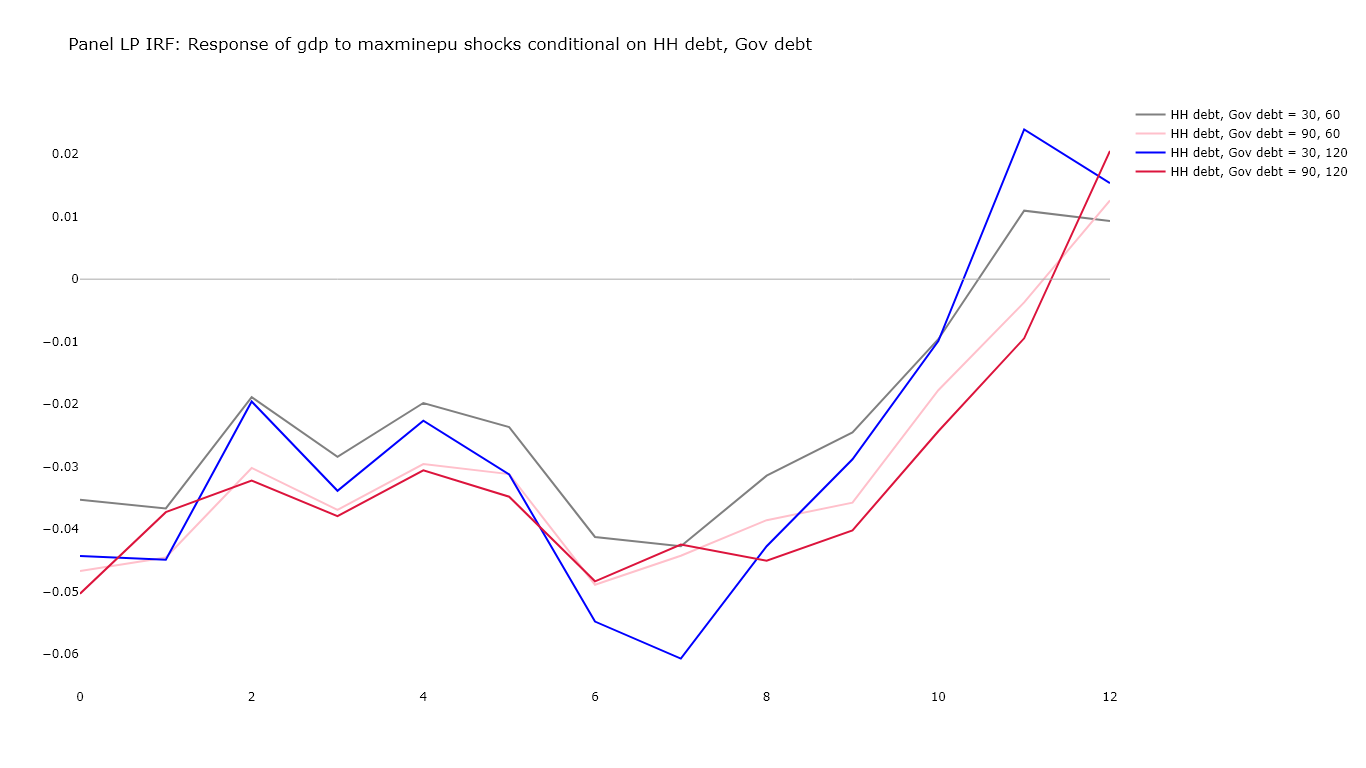 Panel LP IRF: Response of gdp to maxminepu shocks conditional on HH debt, Gov debt
HH debt, Gov debt = 30, 60
HH debt, Gov debt = 90, 60
HH debt, Gov debt = 30, 120
HH debt, Gov debt = 90, 120
0.02
0.01
0
−0.01
−0.02
−0.03
−0.04
−0.05
−0.06
0 2 4 6 8 10 12